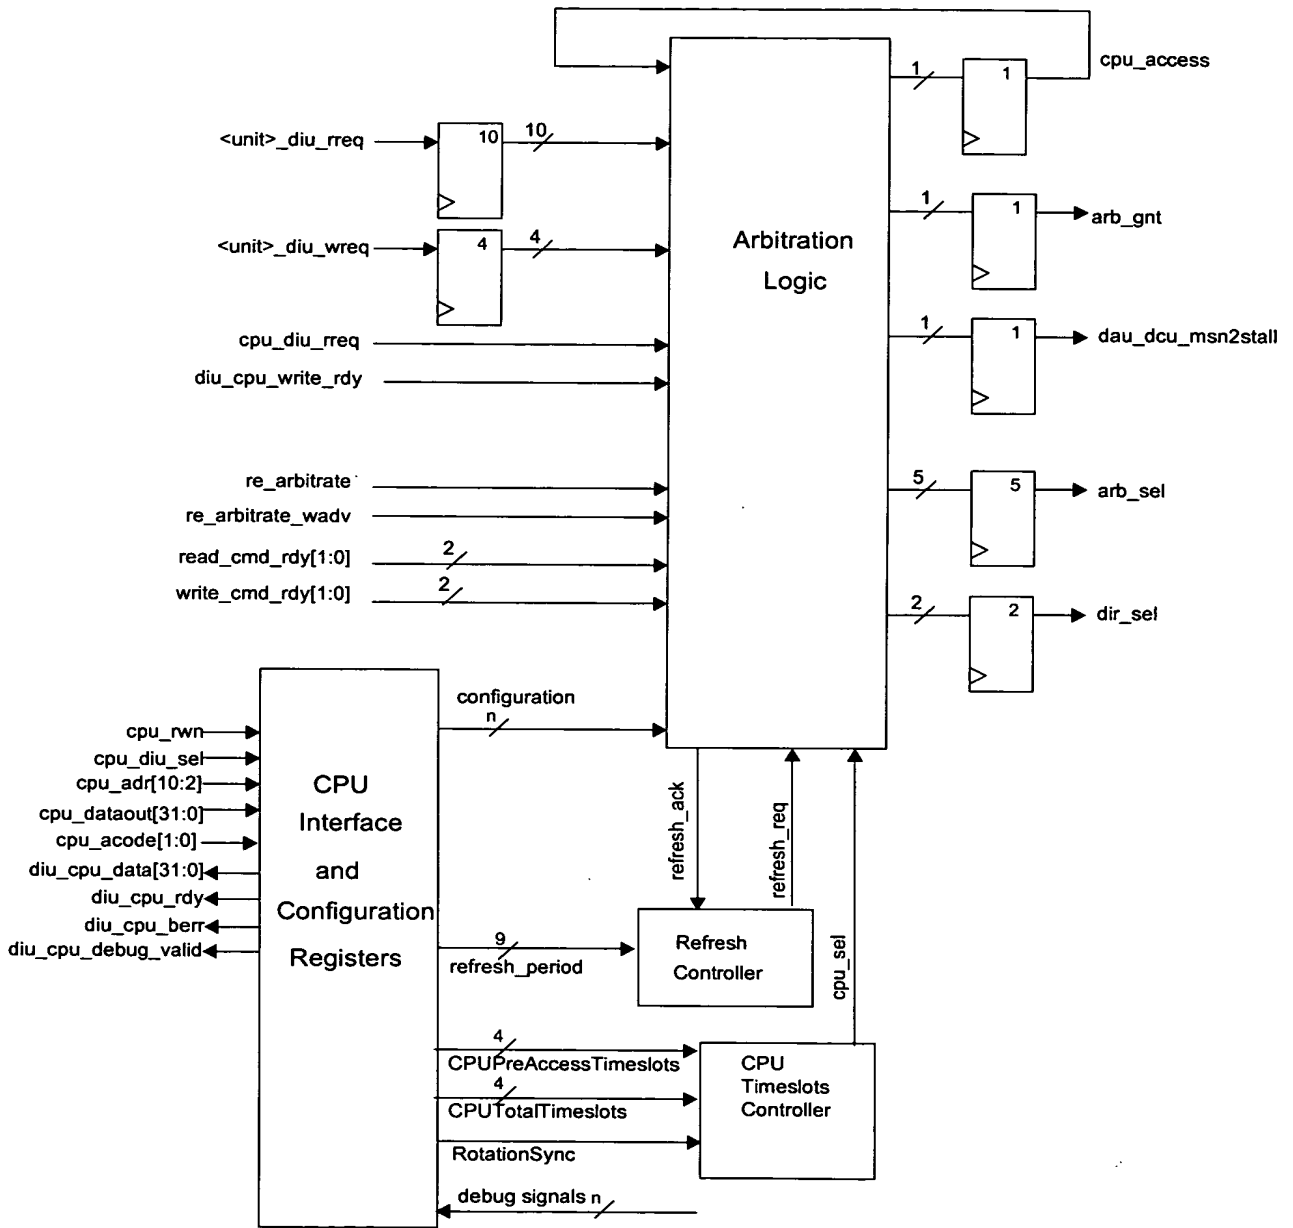 cpu_access
1
1
<unit>_diu_rreq
10
10
<unit>_diu_wreq
4
4
Arbitration
Logic
1
1
arb_gnt
cpu_diu_rreq
diu_cpu_write_rdy
1
1
dau_dcu_msn2stall
re_arbitrate
re_arbitrate_wadv
read_cmd_rdy[1:0]
2
write_cmd_rdy[1:0]
2
5
5
arb_sel
2
2
dir_sel
configuration
n
cpu_rwn
cpu_diu_sel
cpu_adr[10:2]
cpu_dataout[31:0]
cpu_acode[1:0]
diu_cpu_data[31:0]
diu_cpu_rdy
diu_cpu_berr
diu_cpu_debug_valid
CPU
Interface
and
Configuration
Registers
refresh_ack
refresh_req
cpu_sel
9
refresh_period
Refresh
Controller
4
CPUPreAccessTimeslots
4
CPUTotalTimeslots
RotationSync
CPU
Timeslots
Controller
debug signals n